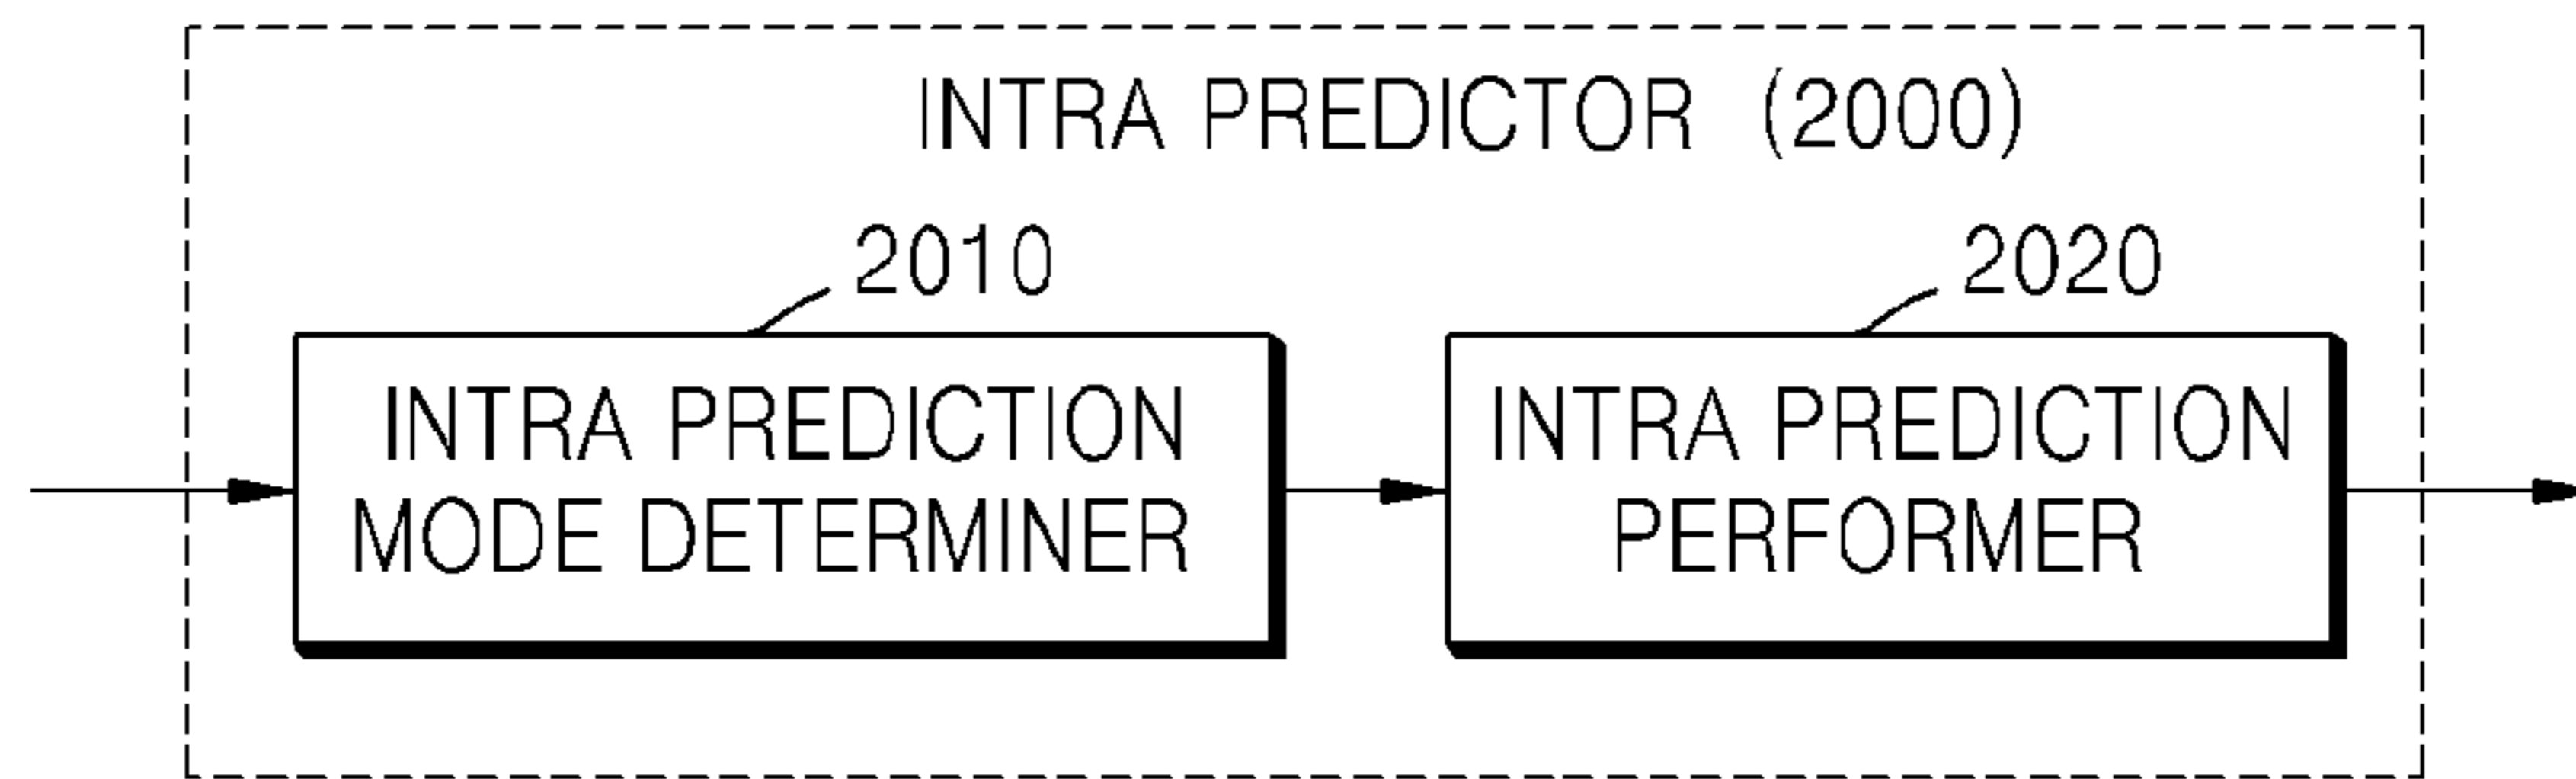 INTRA PREDICTOR (2000)
2010
2020
INTRA PREDICTION
MODE DETERMINER
INTRA PREDICTION
PERFORMER